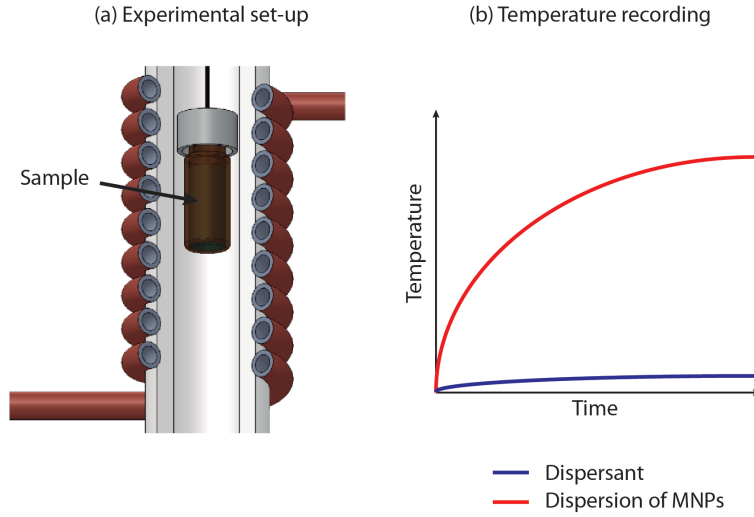 (a) Experimental set-up
(b) Temperature recording
Sample
Temperature
Time
Dispersant
Dispersion of MNPs